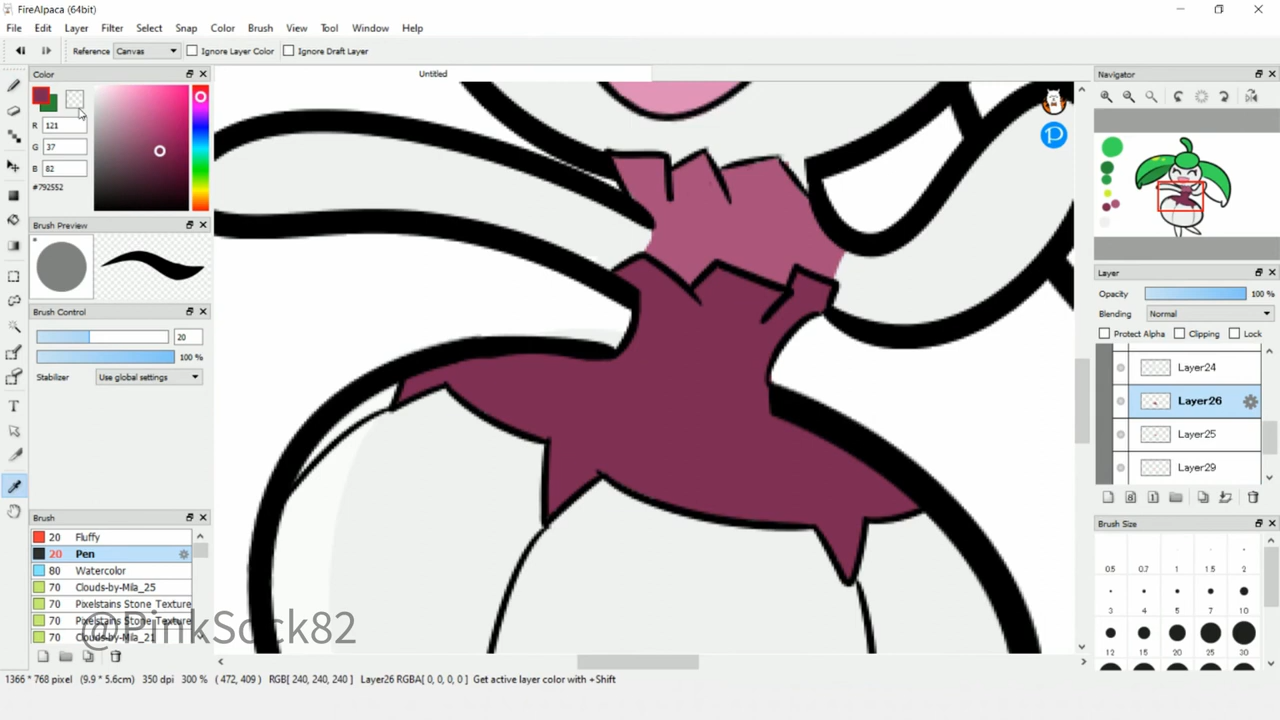 FireAlpaca (64bit)
File Edit Layer Filter Select Snap Color Brush View Tool Window Help
Reference Canvas Ignore Layer Color Ignore Draft Layer
Color
Untitled
Navigator
R 121
G 37
B 82
#792552
Brush Preview
Brush Control
20
100 %
Stabilizer Use global settings
Layer
Opacity 100 %
Blending Normal
Protect Alpha Clipping Lock
Layer24
Layer26
Layer25
Layer29
Brush
20 Fluffy
20 Pen
80 Watercolor
70 Clouds-by-Mila_25
70 Pixelstains Stone Texture
70 Pixelstains Stone Texture
70 Clouds-by-Mila_21
@PinkSock82
Brush Size
0.5 0.7 1 1.5 2
3 4 5 7 10
12 15 20 25 30
1366 * 768 pixel (9.9 * 5.6cm) 350 dpi 300 % ( 472, 409 ) RGB[ 240, 240, 240 ] Layer26 RGBA[ 0, 0, 0, 0 ] Get active layer color with +Shift